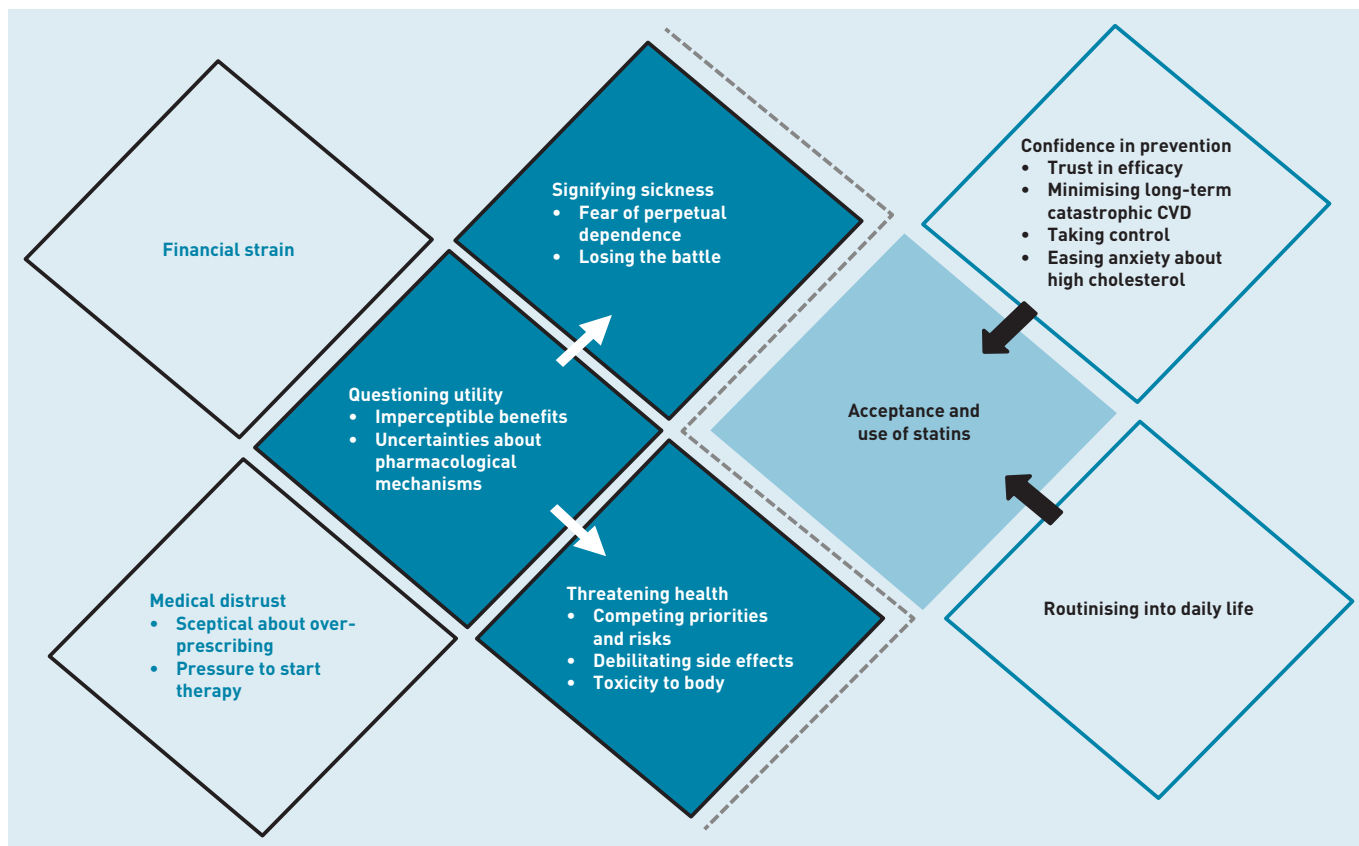 Financial strain
Medical distrust
• Sceptical about over-
prescribing
• Pressure to start
therapy
Questioning utility
• Imperceptible benefits
• Uncertainties about
pharmacological
mechanisms
Signifying sickness
• Fear of perpetual
dependence
• Losing the battle
Threatening health
• Competing priorities
and risks
• Debilitating side effects
• Toxicity to body
Acceptance and
use of statins
Confidence in prevention
• Trust in efficacy
• Minimising long-term
catastrophic CVD
• Taking control
• Easing anxiety about
high cholesterol
Routinising into daily life